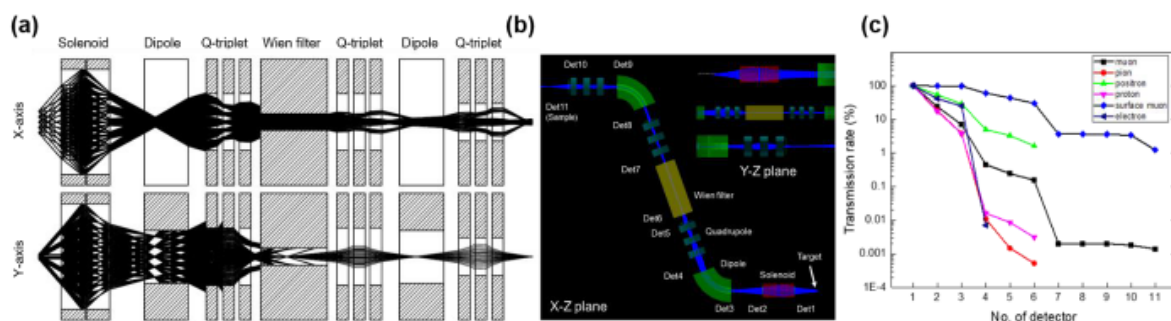 (a)
Solenoid Dipole Q-triplet Wien filter Q-triplet Dipole Q-triplet
X-axis
Y-axis
(b)
Det10
Det9
Det11
(Sample)
Det8
Det7
Y-Z plane
Wien filter
Det6
Det5
Quadrupole
Target
Dipole
Det4
Solenoid
X-Z plane
Det3 Det2 Det1
(c)
muon
pion
positron
proton
surface muon
electron
Transmission rate (%)
100
10
1
0.1
0.01
0.001
1E-4
1 2 3 4 5 6 7 8 9 10 11
No. of detector